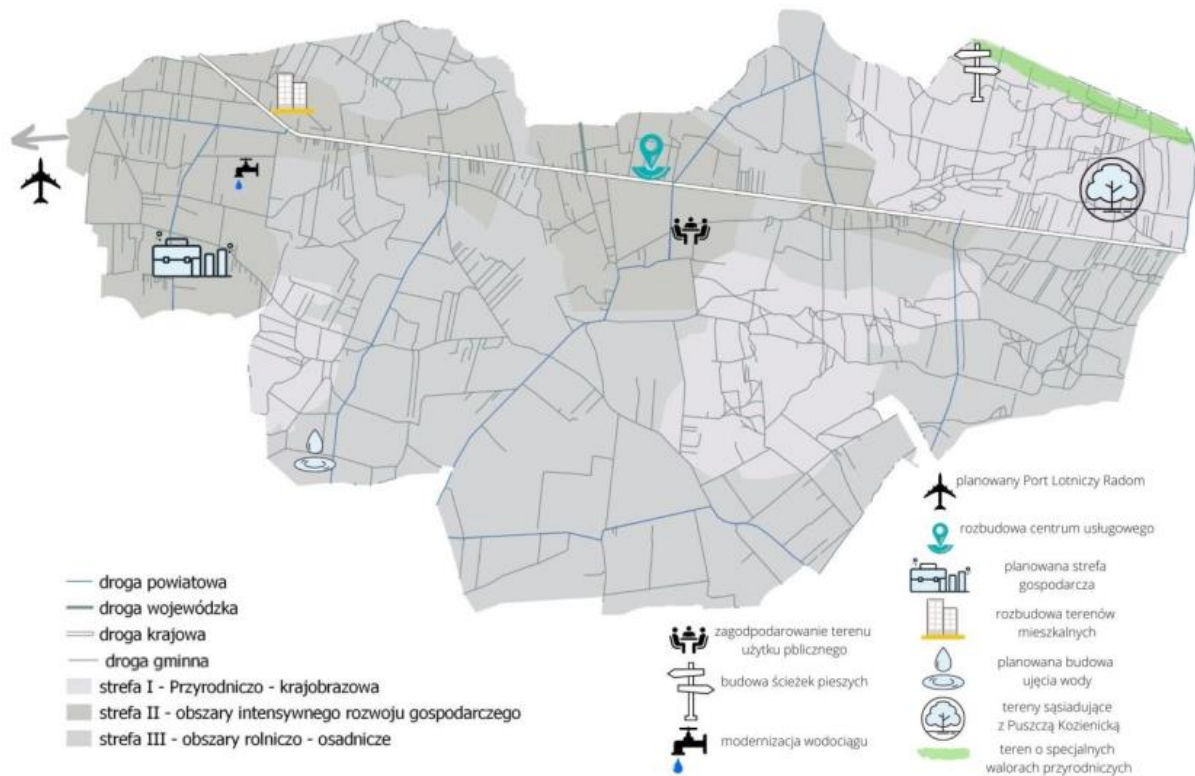 droga powiatowa
droga wojewódzka
droga krajowa
droga gminna
strefa I - Przyrodniczo - krajobrazowa
strefa II - obszary intensywnego rozwoju gospodarczego
strefa III - obszary rolniczo - osadnicze
zagodpodarowanie terenu
użytku pblicznego
budowa ścieżek pieszych
modernizacja wodociągu
planowany Port Lotniczy Radom
rozbudowa centrum usługowego
planowana strefa
gospodarcza
rozbudowa terenów
mieszkalnych
planowana budowa
ujęcia wody
tereny sąsiadujące
z Puszczą Kozienicką
teren o specjalnych
walorach przyrodniczych